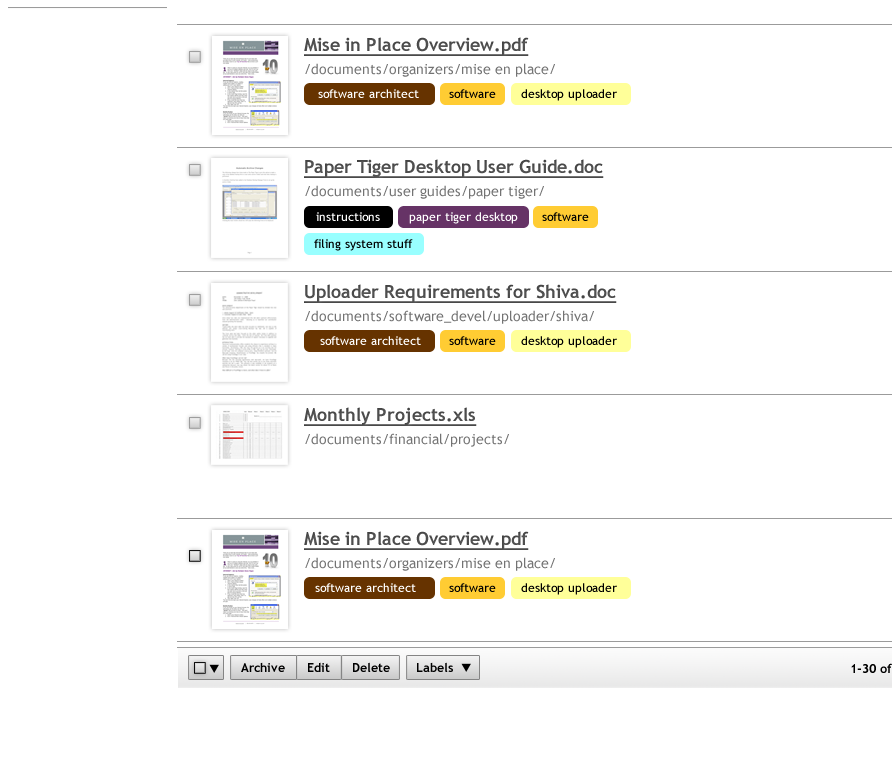 Mise in Place Overview.pdf
/documents/organizers/mise en place/
software architect software desktop uploader
Paper Tiger Desktop User Guide.doc
/documents/user guides/paper tiger/
instructions paper tiger desktop software
filing system stuff
Uploader Requirements for Shiva.doc
/documents/software_devel/uploader/shiva/
software architect software desktop uploader
Monthly Projects.xls
/documents/financial/projects/
Mise in Place Overview.pdf
/documents/organizers/mise en place/
software architect software desktop uploader
Archive Edit Delete Labels 1-30 of